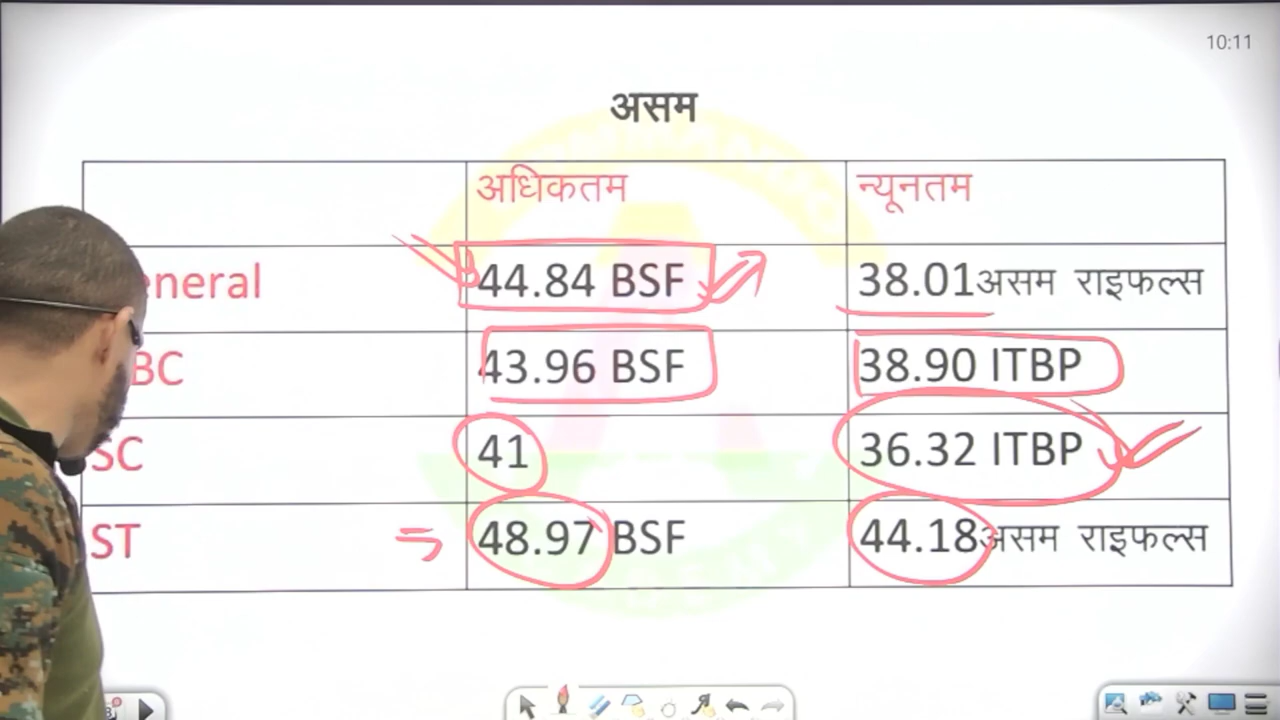 10:11
असम
अधिकतम न्यूनतम
eneral 44.84 BSF 38.01असम राइफल्स
BC 43.96 BSF 38.90 ITBP
SC 41 36.32 ITBP
ST 48.97 BSF 44.18असम राइफल्स